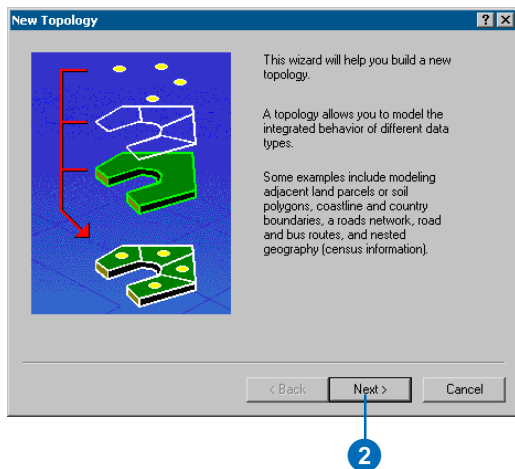 New Topology
This wizard will help you build a new
topology.
A topology allows you to model the
integrated behavior of different data
types.
Some examples include modeling
adjacent land parcels or soil
polygons, coastline and country
boundaries, a roads network, road
and bus routes, and nested
geography (census information).
< Back
Next >
Cancel
2